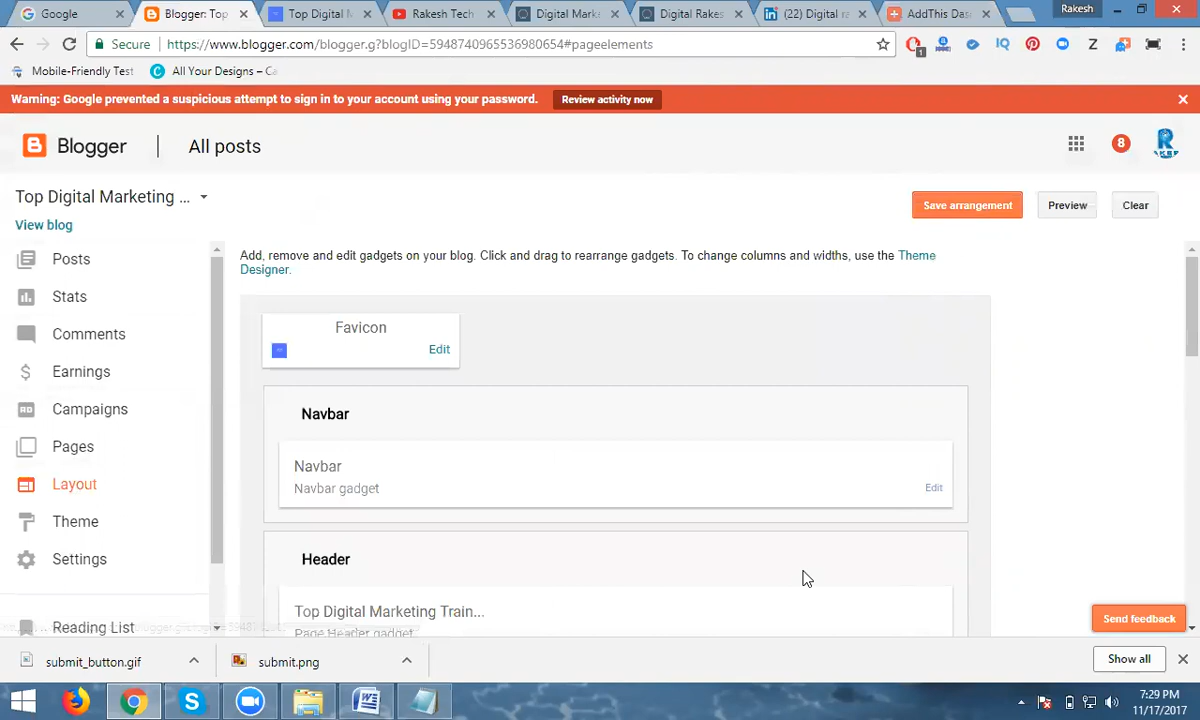 Google
Blogger: Top
Top Digital M
Rakesh Tech
Digital Mark
Digital Rakes
(22) Digital ra
AddThis Das
Rakesh
Secure
https://www.blogger.com/blogger.g?blogID=5948740965536980654#pageelements
Mobile-Friendly Test
All Your Designs – Ca
Warning: Google prevented a suspicious attempt to sign in to your account using your password.
Review activity now
Blogger
All posts
8
Top Digital Marketing ...
Save arrangement
Preview
Clear
View blog
Posts
Stats
Comments
Earnings
Campaigns
Pages
Layout
Theme
Settings
Reading List
Add, remove and edit gadgets on your blog. Click and drag to rearrange gadgets. To change columns and widths, use the Theme
Designer.
Favicon
Edit
Navbar
Navbar
Navbar gadget
Edit
Header
Top Digital Marketing Train...
Page Header gadget
Send feedback
submit_button.gif
submit.png
Show all
7:29 PM
11/17/2017